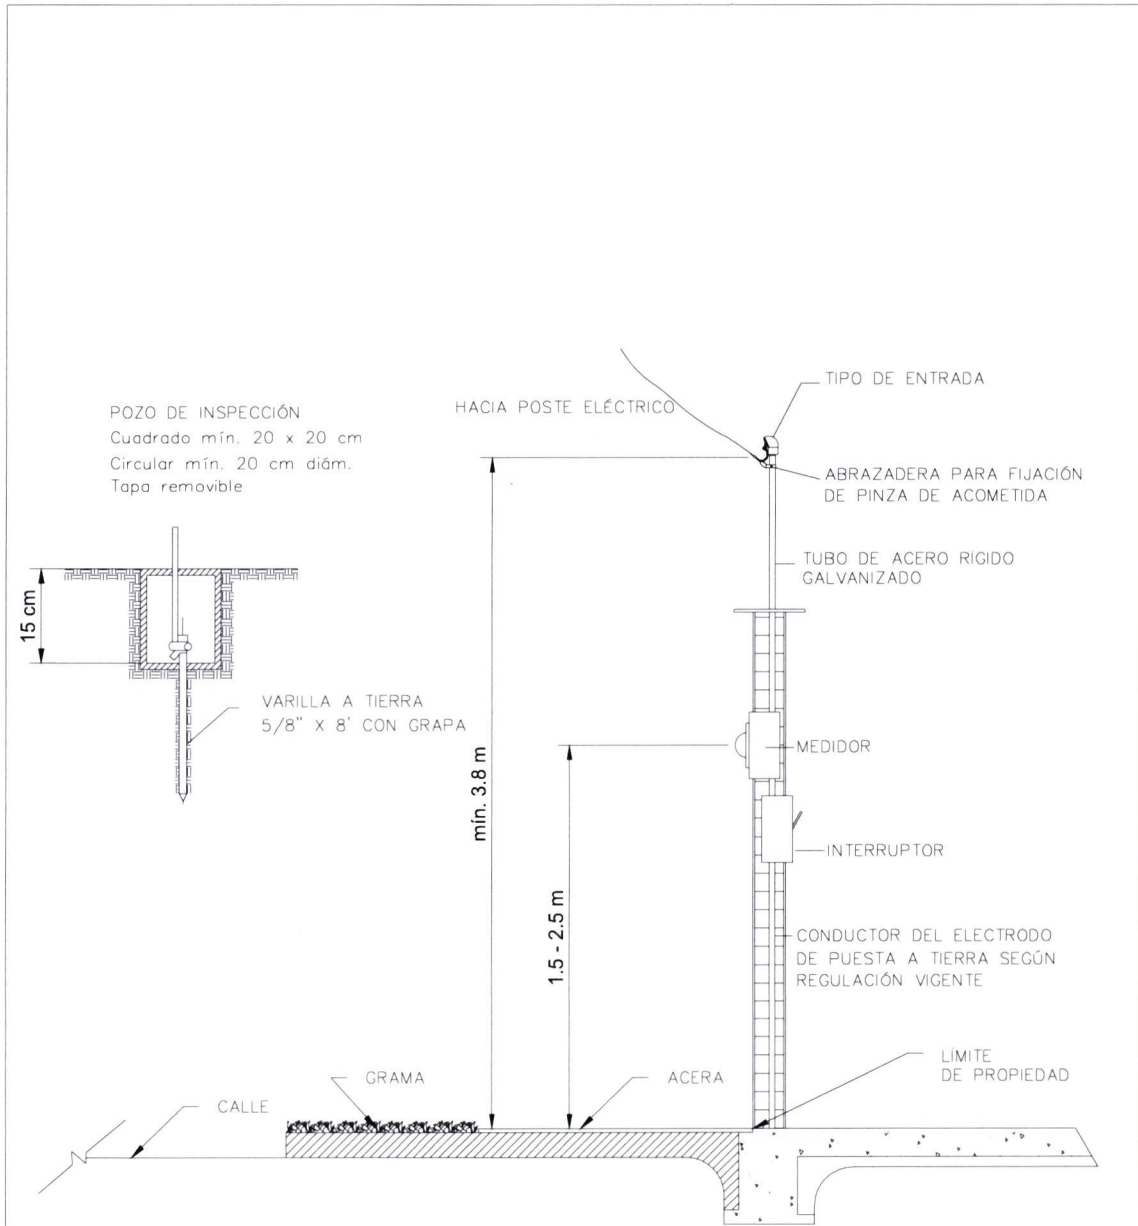 TIPO DE ENTRADA
HACIA POSTE ELÉCTRICO
POZO DE INSPECCIÓN
Cuadrado mín. 20 x 20 cm
Circular mín. 20 cm diám.
Tapa removible
ABRAZADERA PARA FIJACIÓN
DE PINZA DE ACOMETIDA
TUBO DE ACERO RIGIDO
GALVANIZADO
15 cm
VARILLA A TIERRA
5/8" X 8' CON GRAPA
MEDIDOR
mín. 3.8 m
INTERRUPTOR
1.5 - 2.5 m
CONDUCTOR DEL ELECTRODO
DE PUESTA A TIERRA SEGÚN
REGULACIÓN VIGENTE
LÍMITE
DE PROPIEDAD
GRAMA
ACERA
CALLE